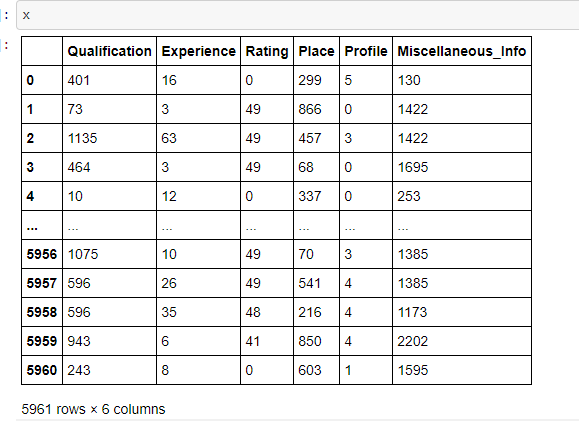 : x
:
Qualification Experience Rating Place Profile Miscellaneous_Info
0 401 16 0 299 5 130
1 73 3 49 866 0 1422
2 1135 63 49 457 3 1422
3 464 3 49 68 0 1695
4 10 12 0 337 0 253
... ... ... ... ... ... ...
5956 1075 10 49 70 3 1385
5957 596 26 49 541 4 1385
5958 596 35 48 216 4 1173
5959 943 6 41 850 4 2202
5960 243 8 0 603 1 1595
5961 rows × 6 columns